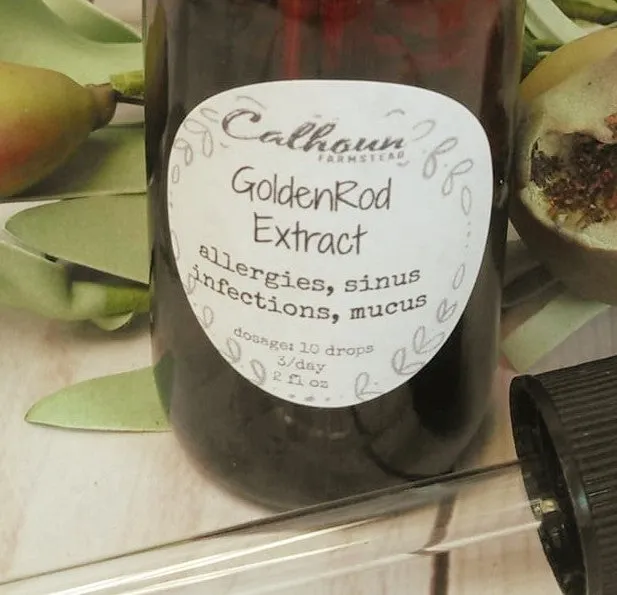 Calhoun
FARMSTEAD
GoldenRod
Extract
allergies, sinus
infections, mucus
dosage: 10 drops
3/day
2 fl oz